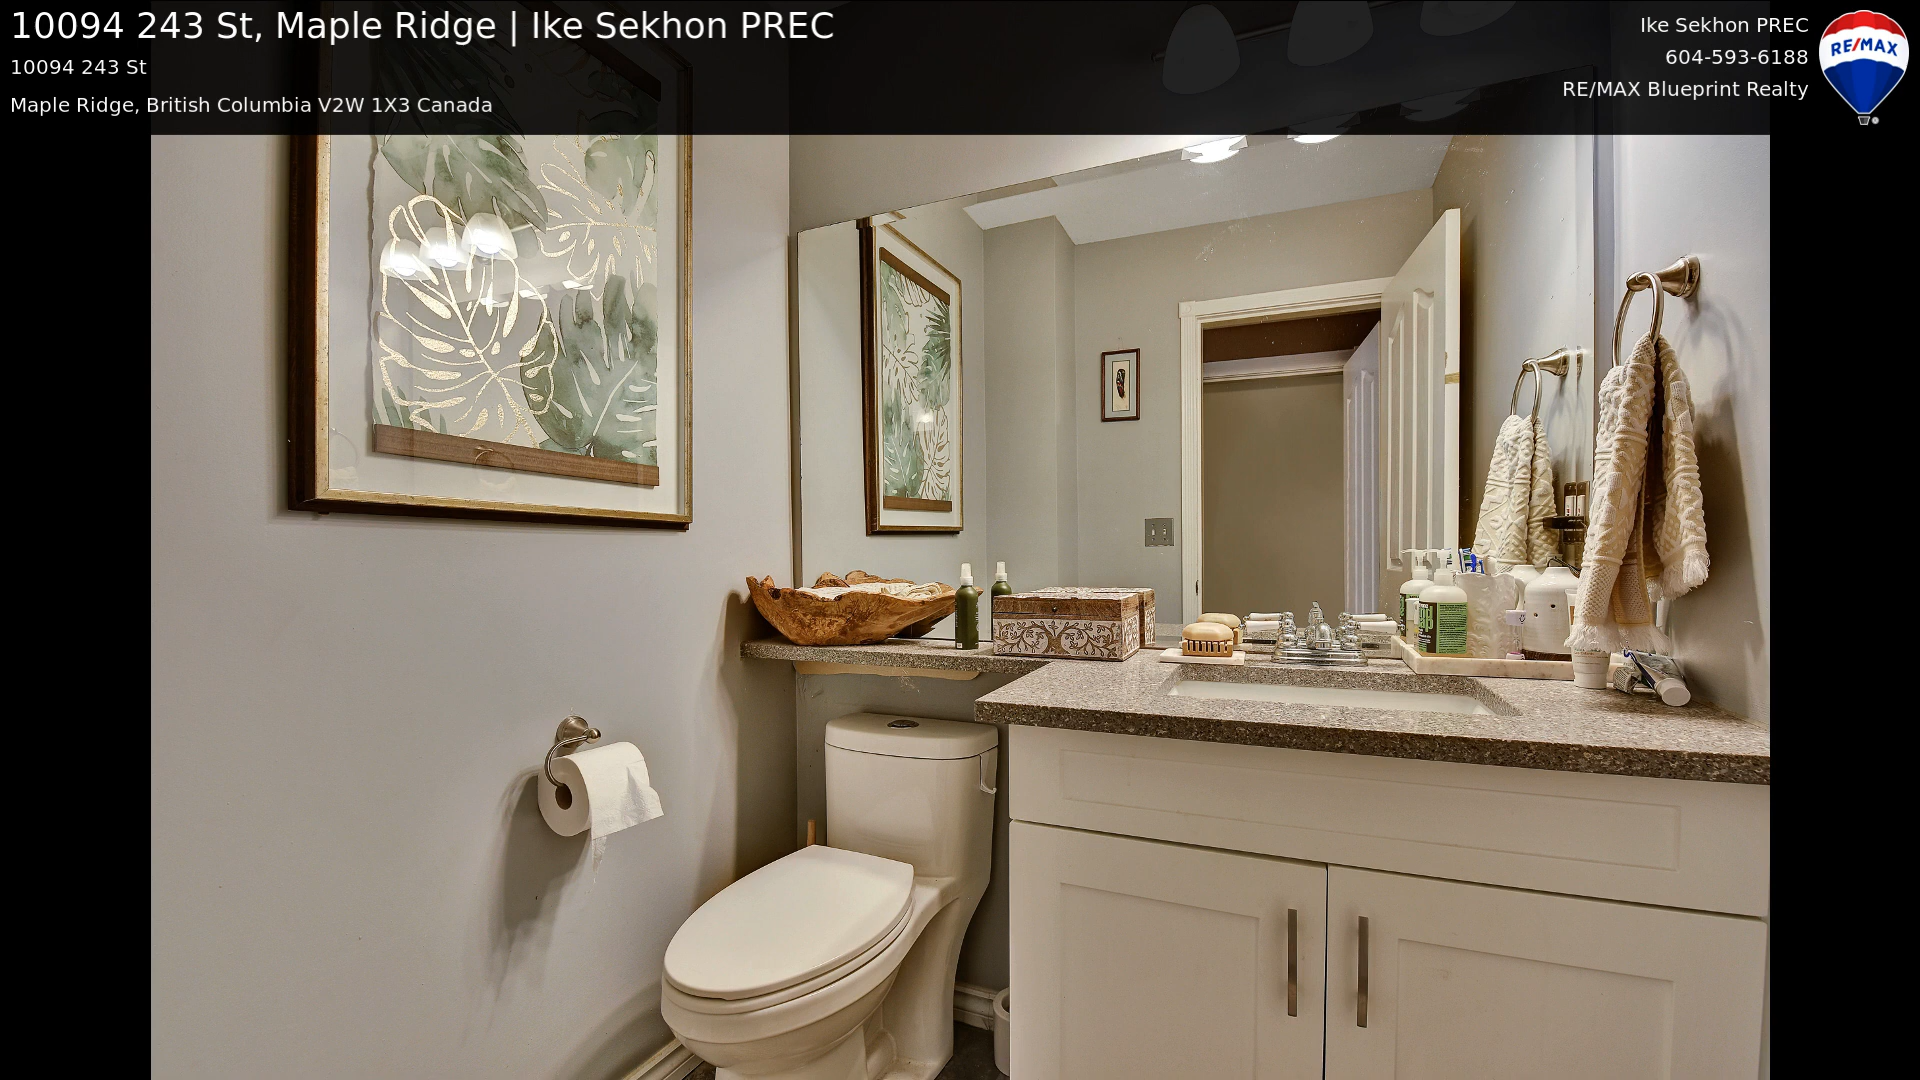 10094 243 St, Maple Ridge | Ike Sekhon PREC
10094 243 St
Maple Ridge, British Columbia V2W 1X3 Canada
Ike Sekhon PREC
604-593-6188
RE/MAX Blueprint Realty
RE/MAX